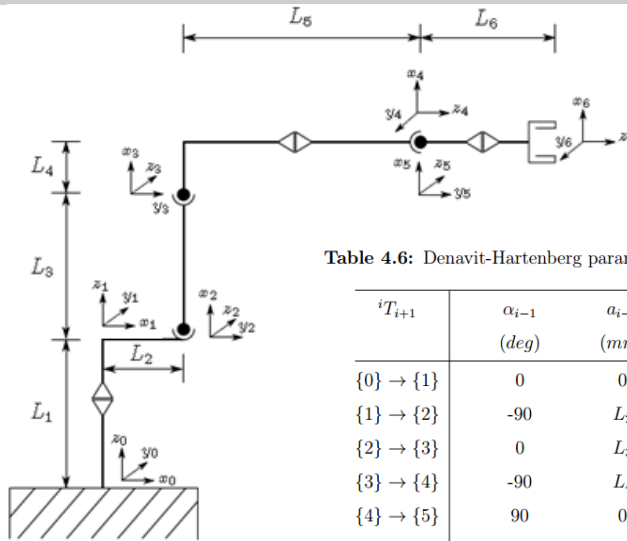 L5
L6
x4
z4
y4
x6
y6
z
L4
x3
z3
y3
x5
z5
y5
L3
z1
y1
x1
x2
z2
y2
L2
L1
z0
y0
x0
Table 4.6: Denavit-Hartenberg param
iTi+1 αi−1 ai−
(deg) (mm
{0} → {1} 0 0
{1} → {2} -90 L
{2} → {3} 0 L
{3} → {4} -90 L
{4} → {5} 90 0